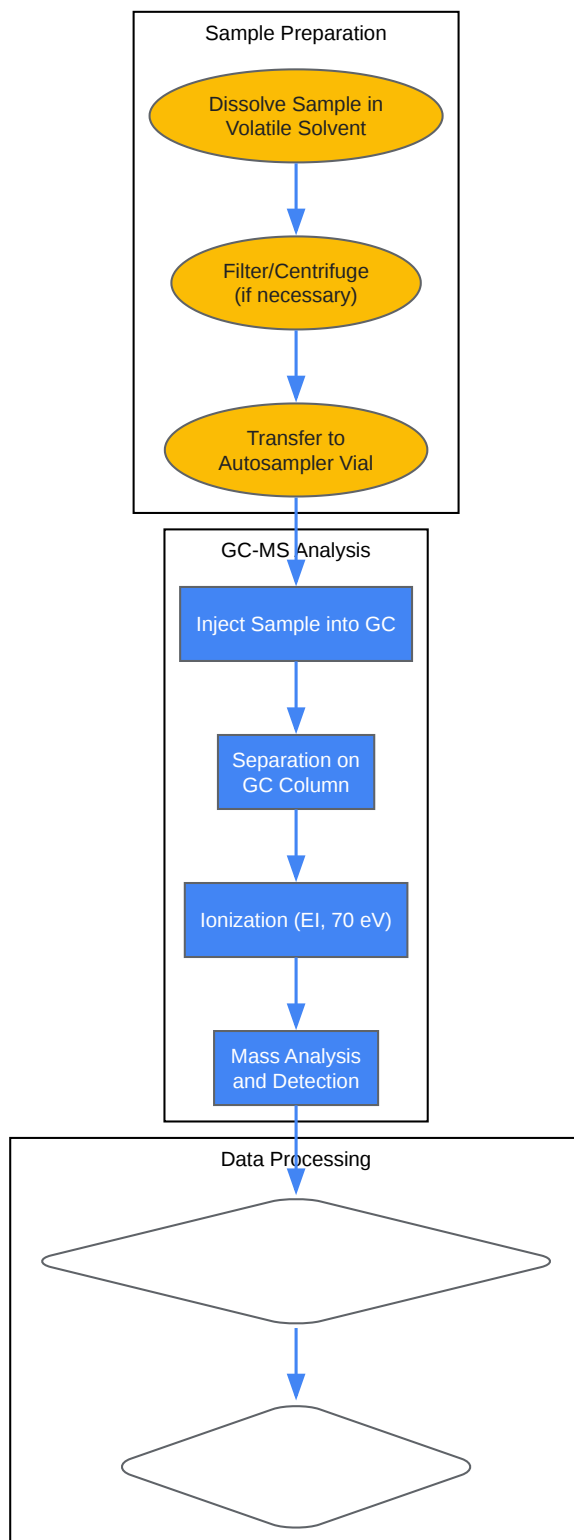 Sample Preparation
Dissolve Sample in
Volatile Solvent
Filter/Centrifuge
(if necessary)
Transfer to
Autosampler Vial
GC-MS Analysis
Inject Sample into GC
Separation on
GC Column
Ionization (EI, 70 eV)
Mass Analysis
and Detection
Data Processing